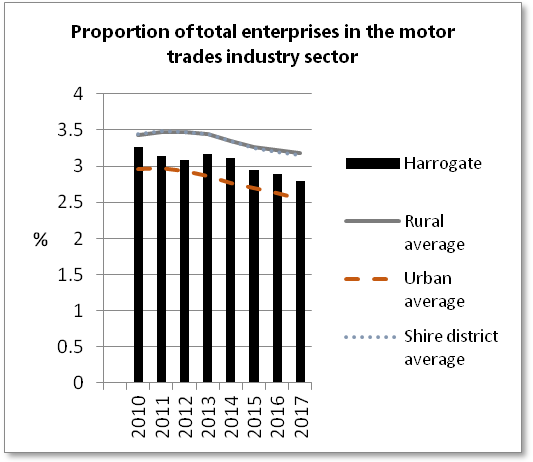 Proportion of total enterprises in the motor
trades industry sector
4
3.5
3
2.5
2
1.5
1
0.5
0
%
2010
2011
2012
2013
2014
2015
2016
2017
Harrogate
Rural
average
Urban
average
Shire district
average